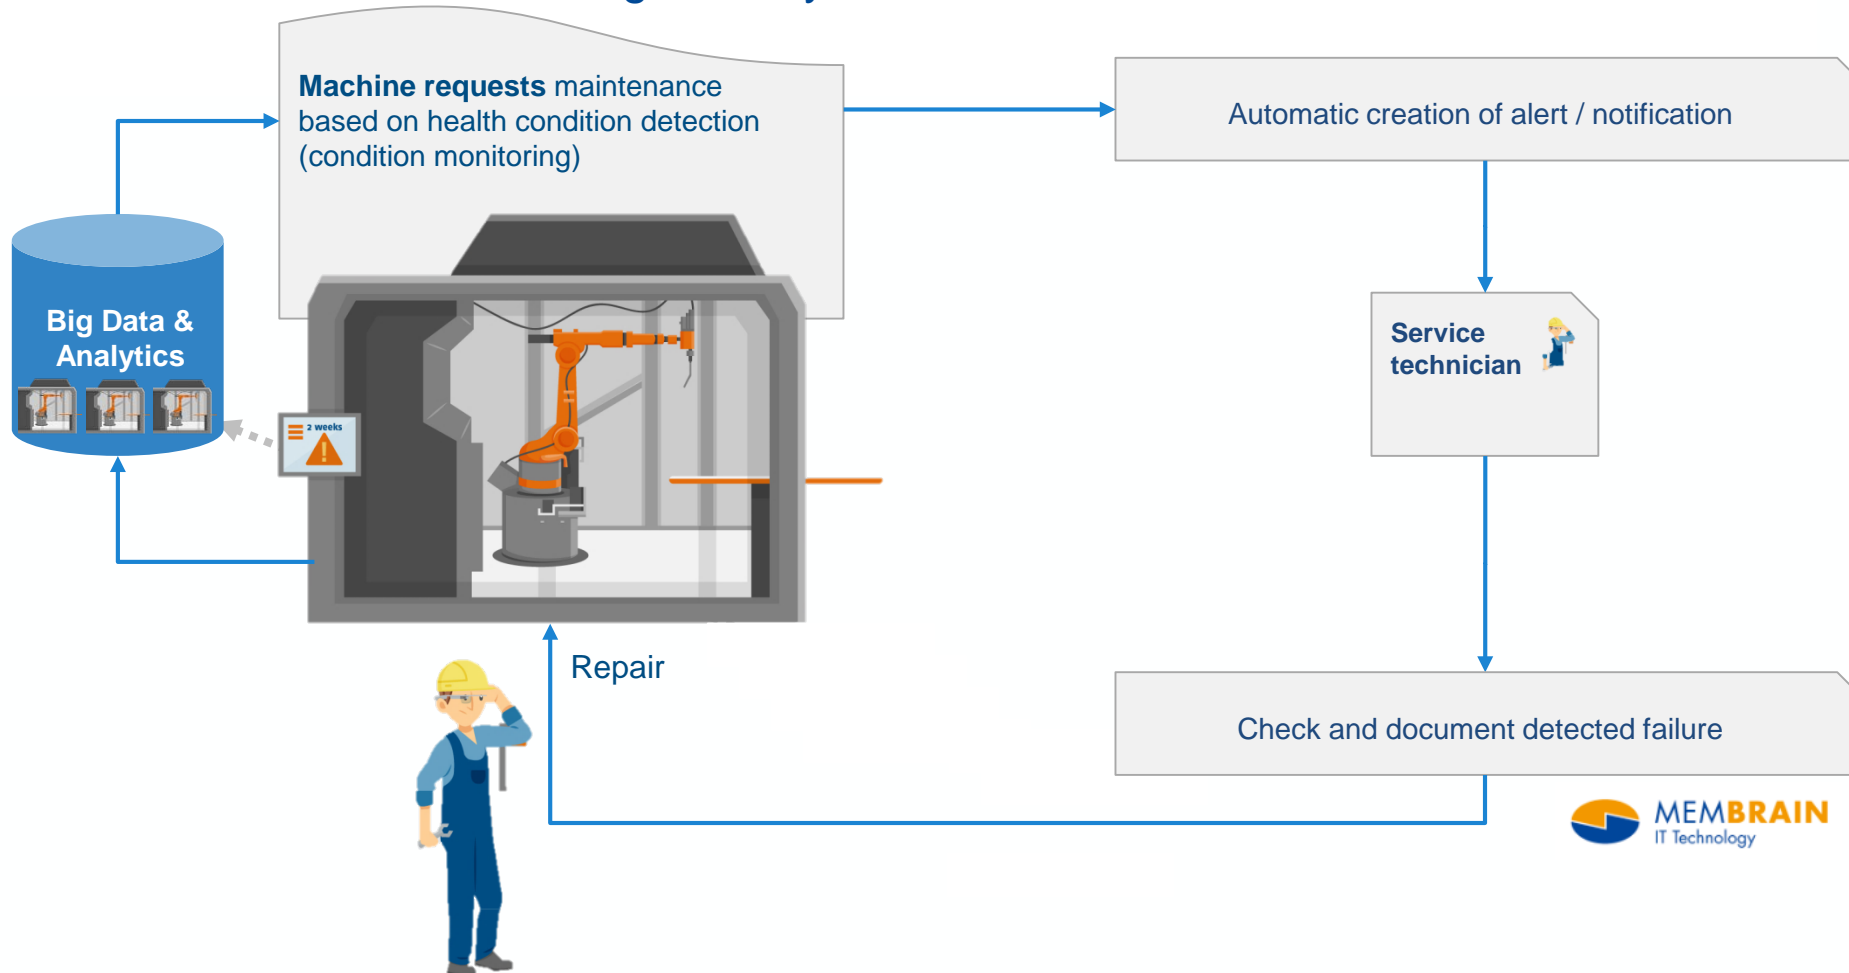 Machine requests maintenance
based on health condition detection
(condition monitoring)
Automatic creation of alert / notification
Big Data &
Analytics
Service
technician
2 weeks
Repair
Check and document detected failure
MEMBRAIN
IT Technology